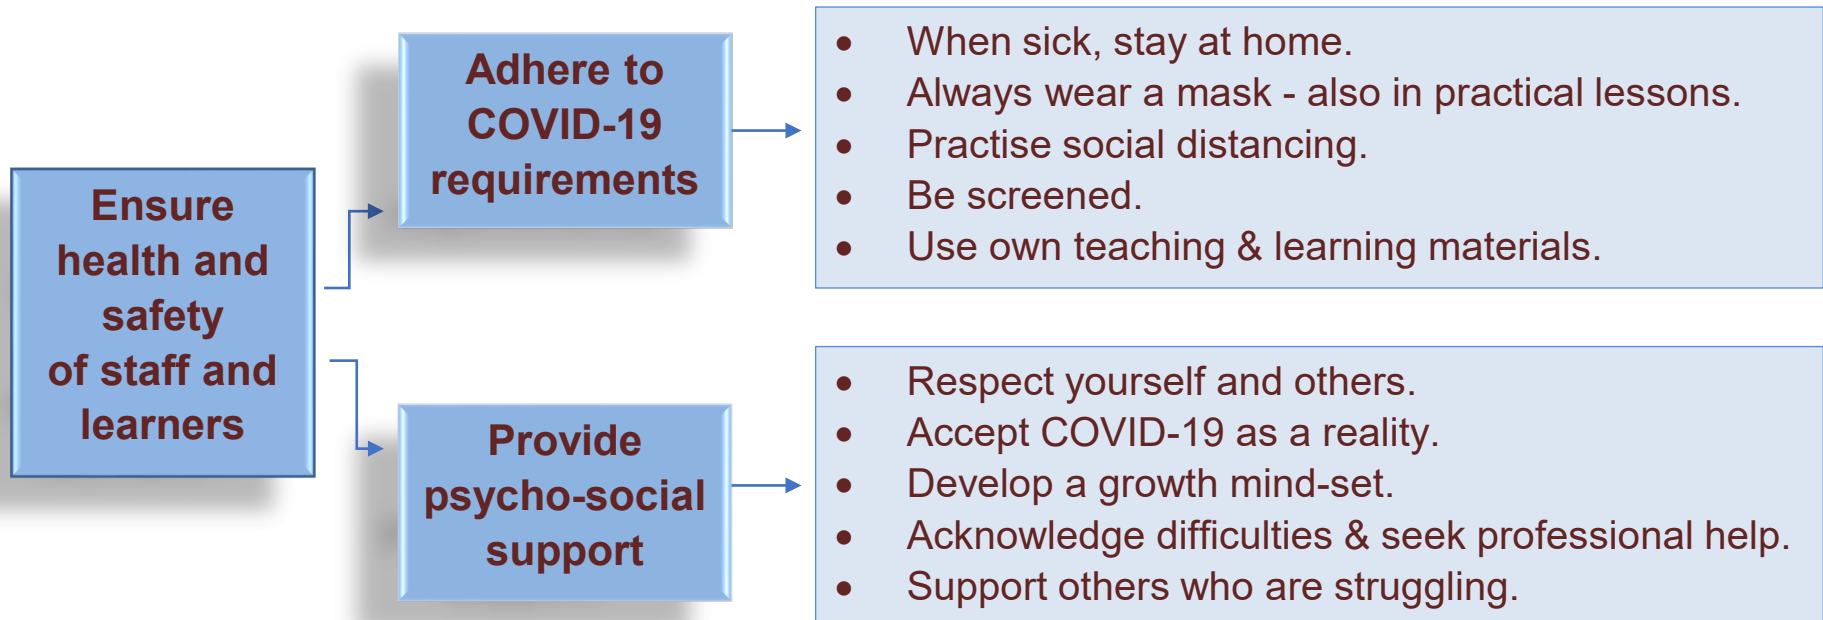 Ensure
health and
safety
of staff and
learners
Adhere to
COVID-19
requirements
• When sick, stay at home.
• Always wear a mask - also in practical lessons.
• Practise social distancing.
• Be screened.
• Use own teaching & learning materials.
Provide
psycho-social
support
• Respect yourself and others.
• Accept COVID-19 as a reality.
• Develop a growth mind-set.
• Acknowledge difficulties & seek professional help.
• Support others who are struggling.